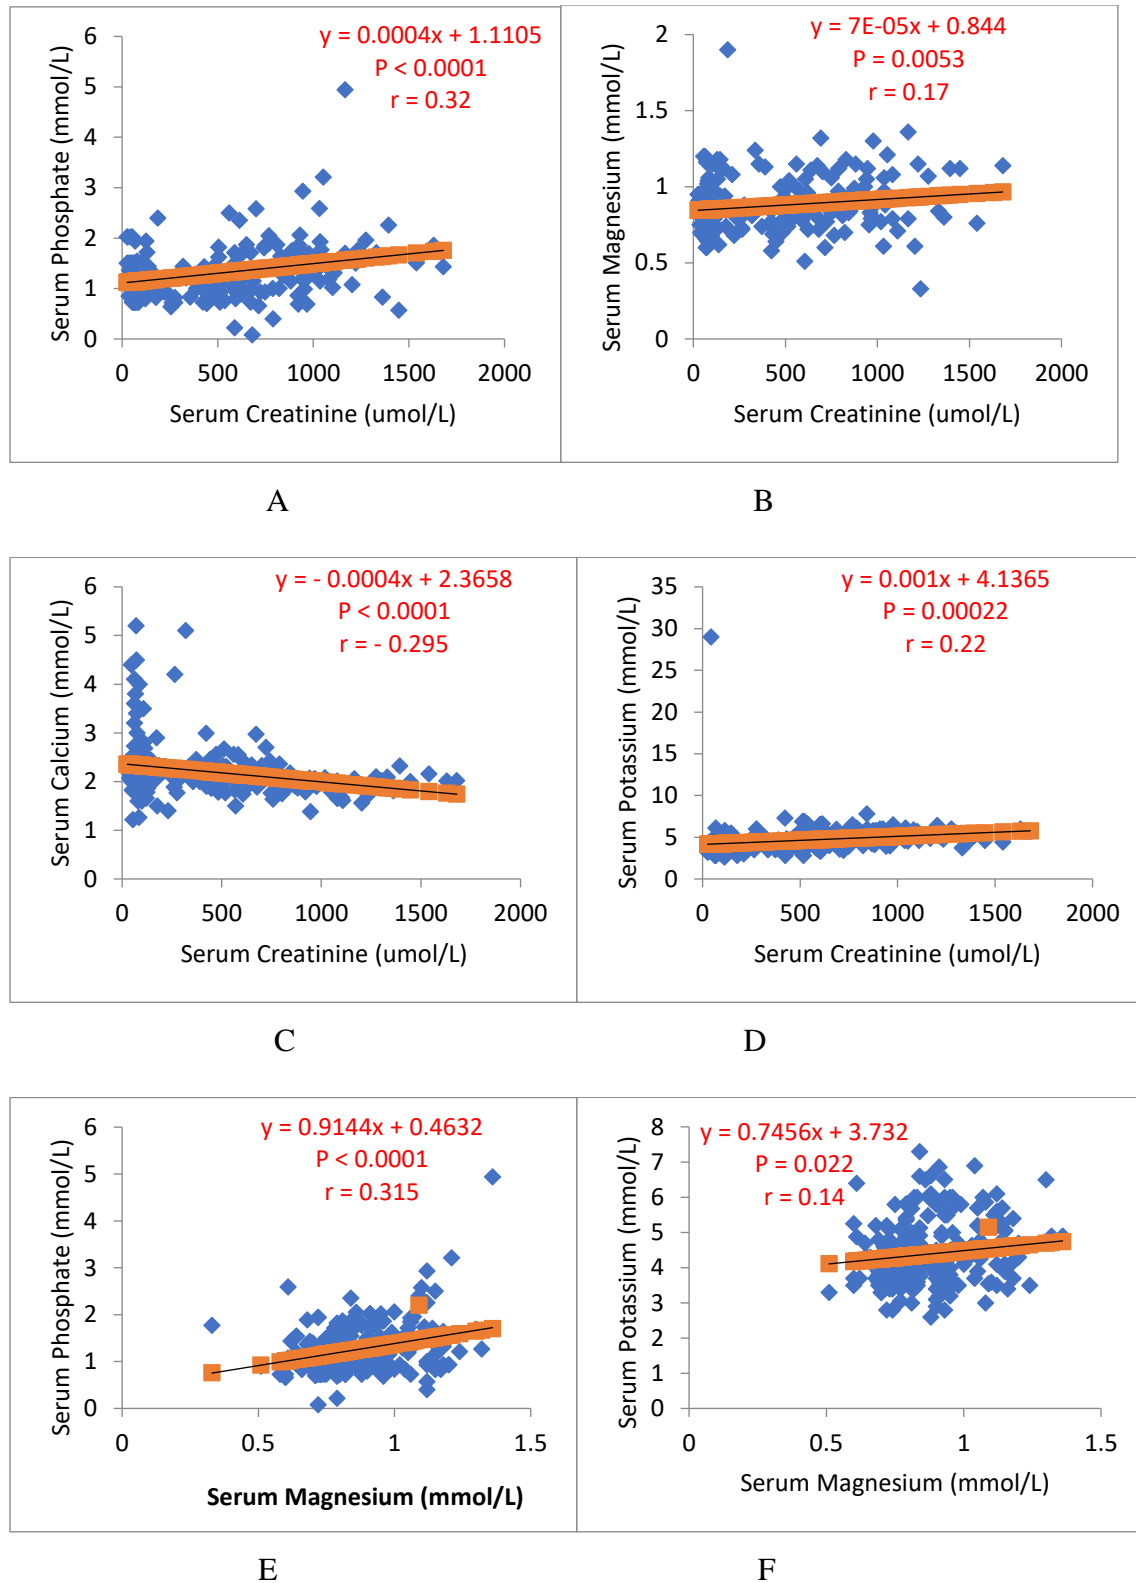 y = 0.0004x + 1.1105
P < 0.0001
r = 0.32
6
5
4
3
2
1
0
Serum Phosphate (mmol/L)
0 500 1000 1500 2000
Serum Creatinine (umol/L)
A
y = 7E-05x + 0.844
P = 0.0053
r = 0.17
2
1.5
1
0.5
0
Serum Magnesium (mmol/L)
0 500 1000 1500 2000
Serum Creatinine (umol/L)
B
y = - 0.0004x + 2.3658
P < 0.0001
r = - 0.295
6
5
4
3
2
1
0
Serum Calcium (mmol/L)
0 500 1000 1500 2000
Serum Creatinine (umol/L)
C
y = 0.001x + 4.1365
P = 0.00022
r = 0.22
35
30
25
20
15
10
5
0
Serum Potassium (mmol/L)
0 500 1000 1500 2000
Serum Creatinine (umol/L)
D
y = 0.9144x + 0.4632
P < 0.0001
r = 0.315
6
5
4
3
2
1
0
Serum Phosphate (mmol/L)
0 0.5 1 1.5
Serum Magnesium (mmol/L)
E
y = 0.7456x + 3.732
P = 0.022
r = 0.14
8
7
6
5
4
3
2
1
0
Serum Potassium (mmol/L)
0 0.5 1 1.5
Serum Magnesium (mmol/L)
F